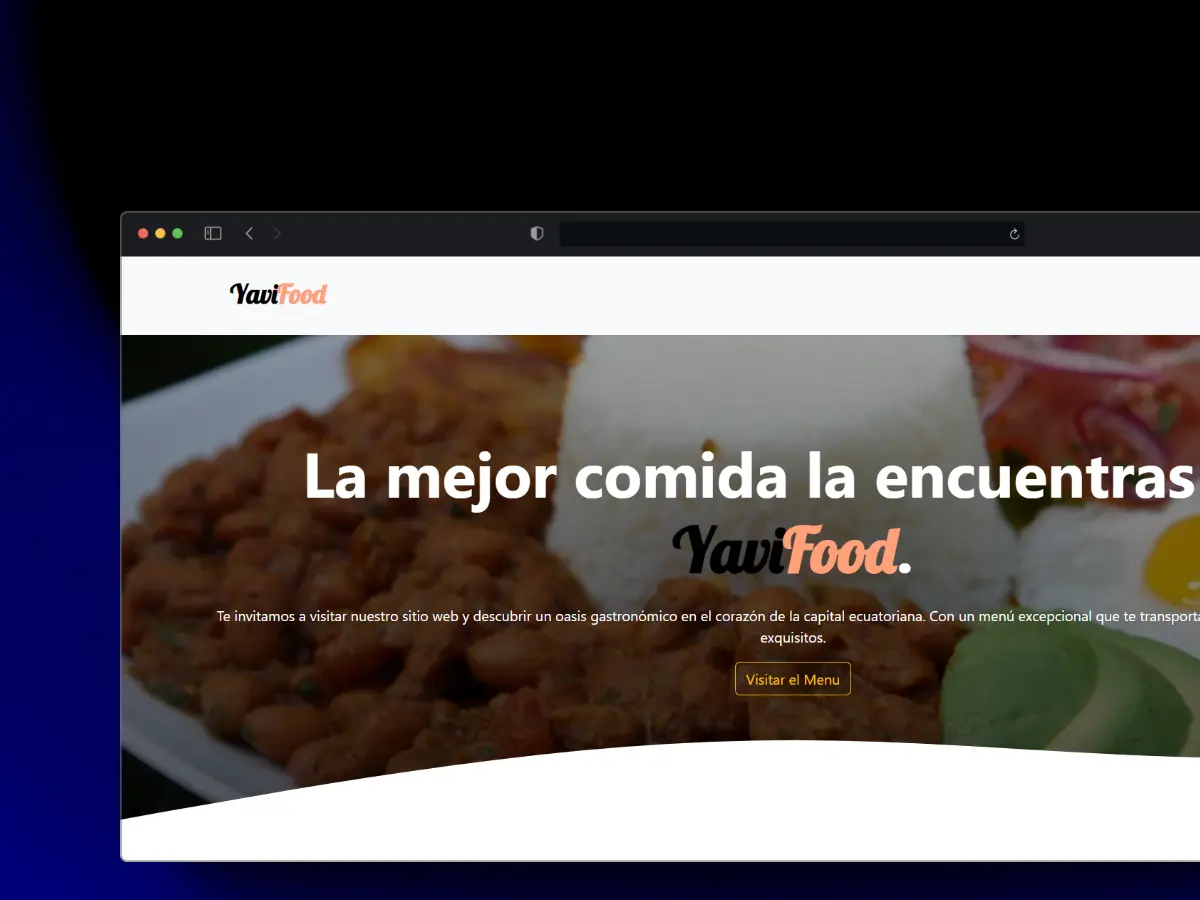 YaviFood
La mejor comida la encuentras
YaviFood.
Te invitamos a visitar nuestro sitio web y descubrir un oasis gastronómico en el corazón de la capital ecuatoriana. Con un menú excepcional que te transporta
exquisitos.
Visitar el Menu